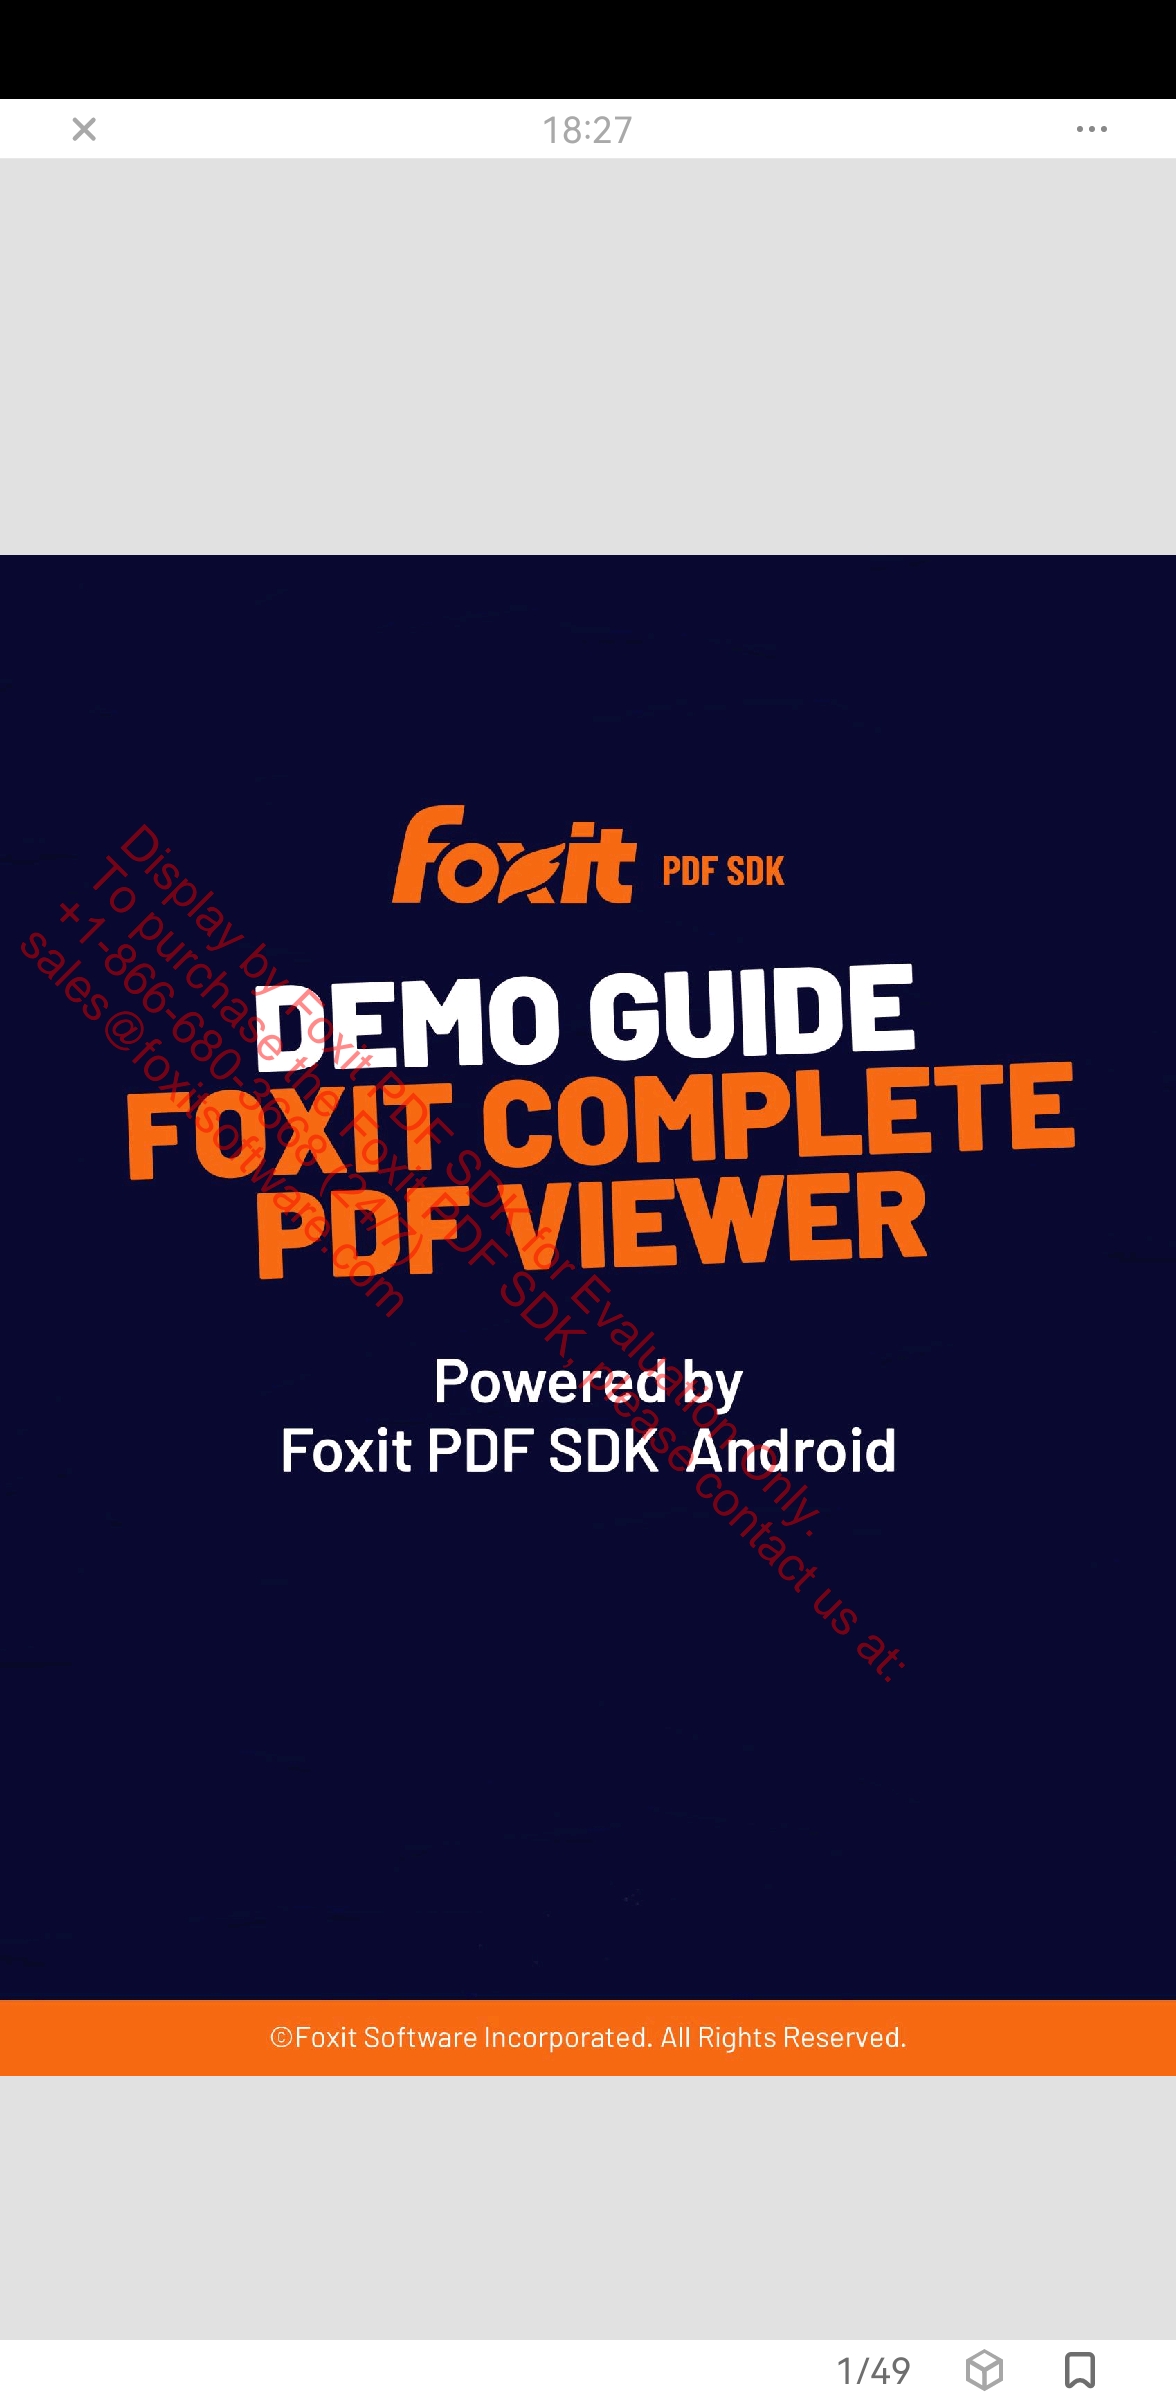 18:27
foxit PDF SDK
DEMO GUIDE
FOXIT COMPLETE
PDF VIEWER
Powered by
Foxit PDF SDK Android
Display by Foxit PDF SDK for Evaluation Only.
To purchase the Foxit PDF SDK, please contact us at:
+1-866-680-3668 (24/7)
sales@foxitsoftware.com
©Foxit Software Incorporated. All Rights Reserved.
1/49